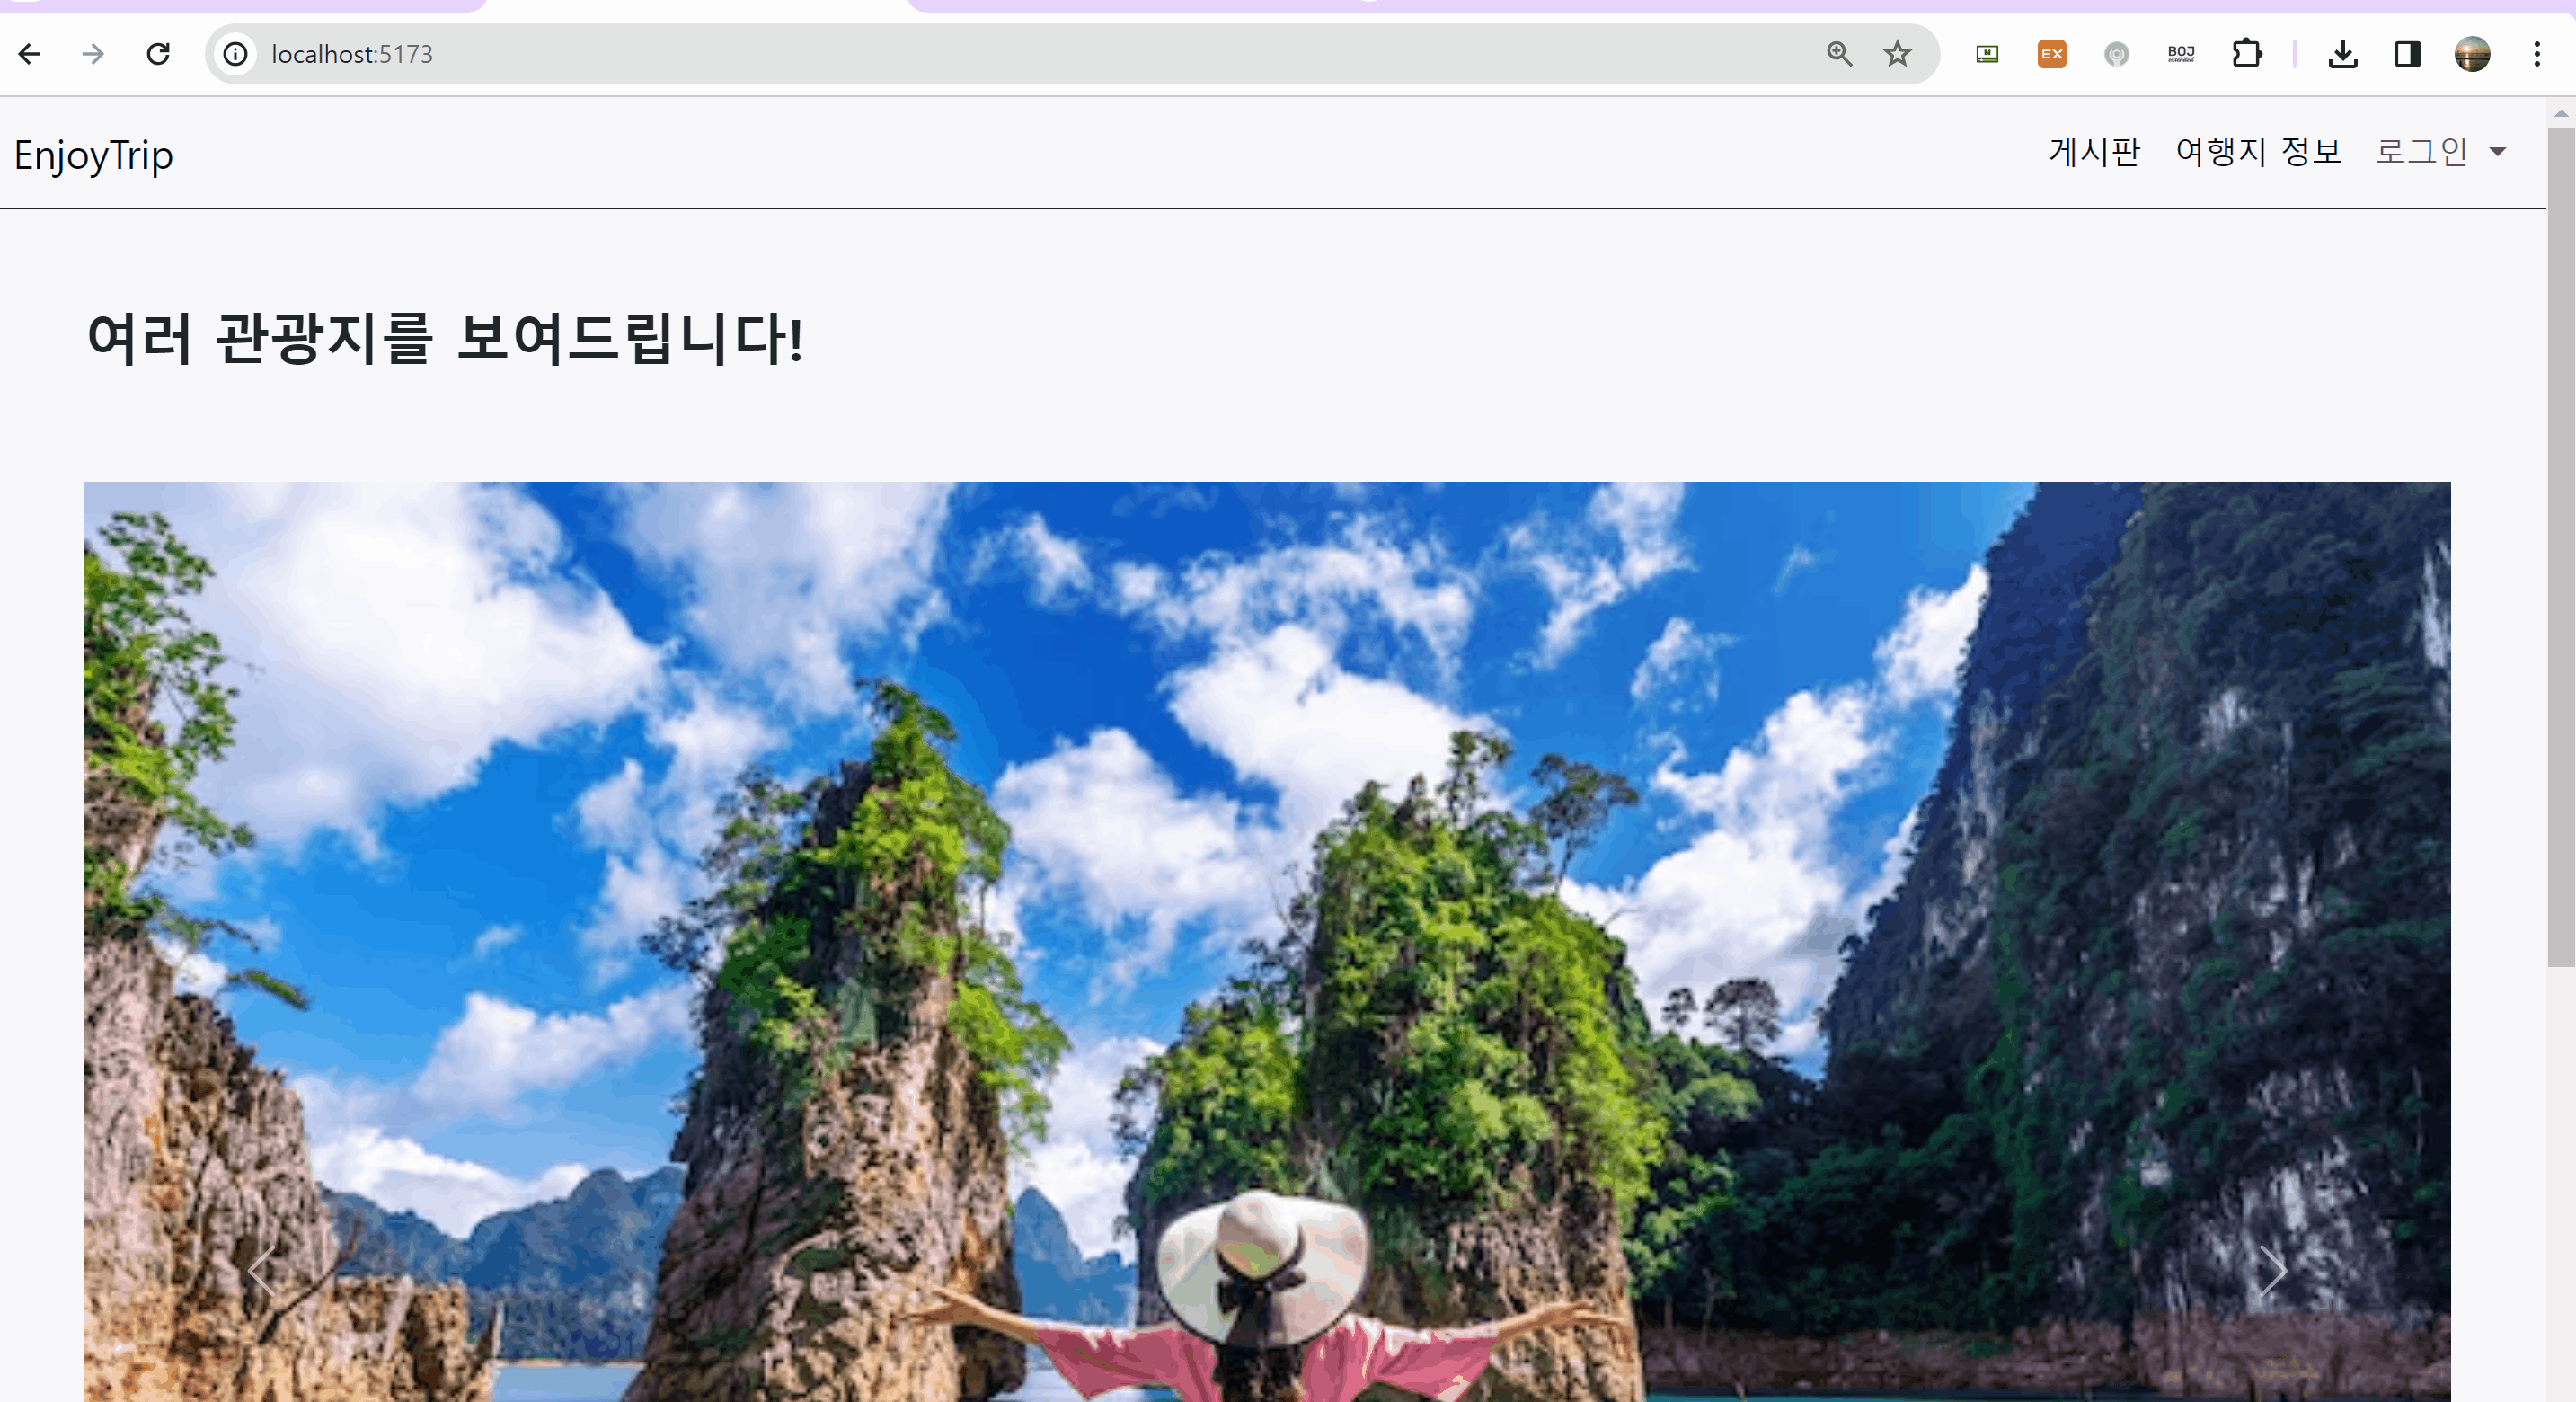 localhost:5173
N
EX
BOJ
extended
EnjoyTrip
게시판 여행지 정보 로그인
여러 관광지를 보여드립니다!